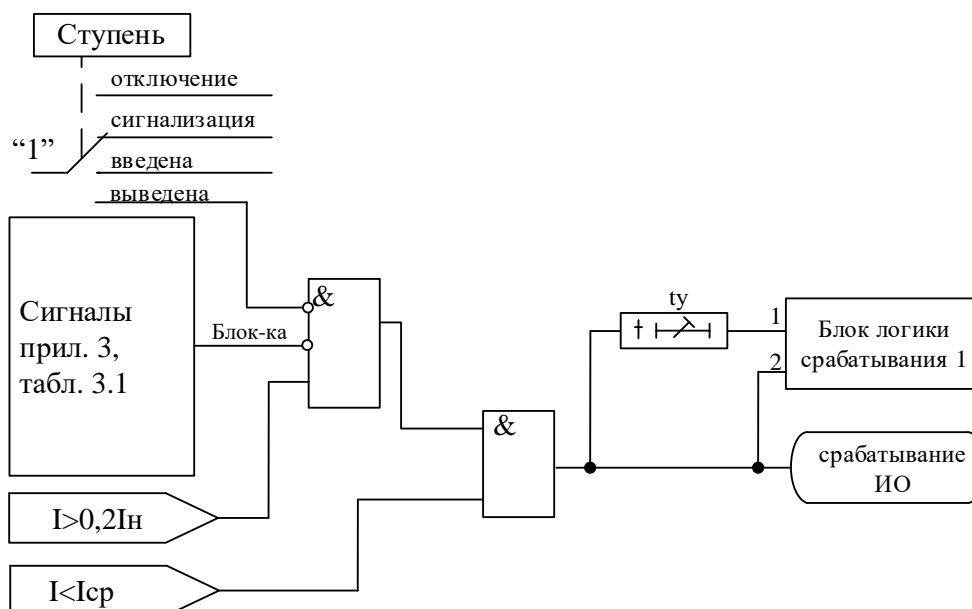 Ступень
отключение
сигнализация
“1”
введена
выведена
Сигналы
прил. 3,
табл. 3.1
Блок-ка
&
I>0,2Iн
I<Iср
&
tу
1
2
Блок логики
срабатывания 1
срабатывание
ИО